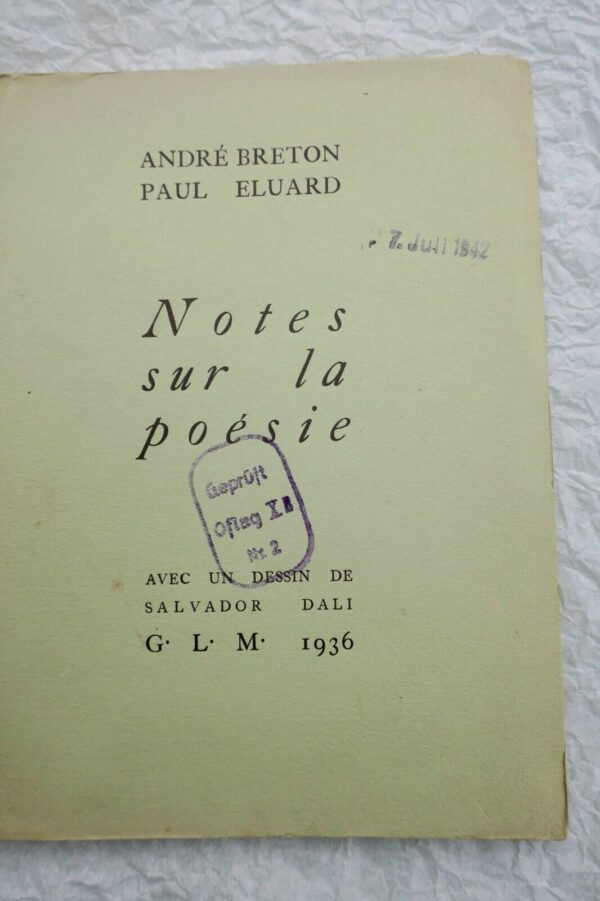 ANDRÉ BRETON
PAUL ELUARD
7. Juli 1942
Notes
sur la
poésie
Geprüft
Oflag X B
Nr. 2
AVEC UN DESSIN DE
SALVADOR DALI
G. L. M. 1936